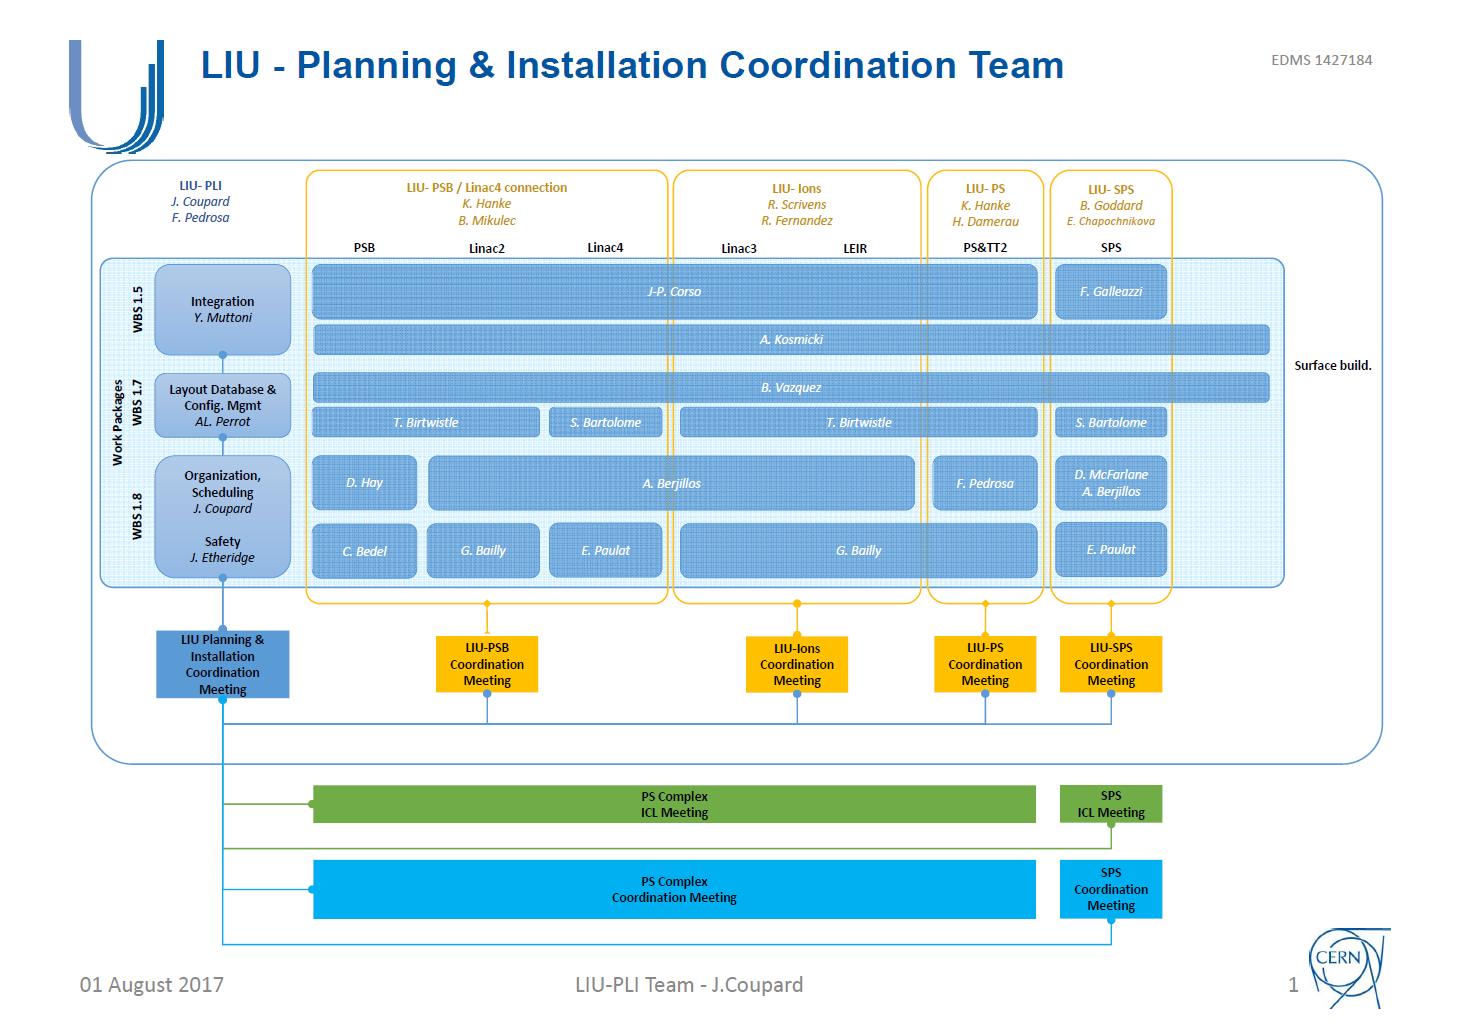 LIU - Planning & Installation Coordination Team
EDMS 1427184
LIU- PLI
J. Coupard
F. Pedrosa
LIU- PSB / Linac4 connection
K. Hanke
B. Mikulec
LIU- Ions
R. Scrivens
R. Fernandez
LIU- PS
K. Hanke
H. Damerau
LIU- SPS
B. Goddard
E. Chapochnikova
PSB
Linac2
Linac4
Linac3
LEIR
PS&TT2
SPS
Work Packages
WBS 1.5
Integration
Y. Muttoni
J-P. Corso
F. Galleazzi
A. Kosmicki
Surface build.
WBS 1.7
Layout Database &
Config. Mgmt
AL. Perrot
B. Vazquez
T. Birtwistle
S. Bartolome
T. Birtwistle
S. Bartolome
WBS 1.8
Organization,
Scheduling
J. Coupard
Safety
J. Etheridge
D. Hay
A. Berjillos
F. Pedrosa
D. McFarlane
A. Berjillos
C. Bedel
G. Bailly
E. Paulat
G. Bailly
E. Paulat
LIU Planning &
Installation
Coordination
Meeting
LIU-PSB
Coordination
Meeting
LIU-Ions
Coordination
Meeting
LIU-PS
Coordination
Meeting
LIU-SPS
Coordination
Meeting
PS Complex
ICL Meeting
SPS
ICL Meeting
PS Complex
Coordination Meeting
SPS
Coordination
Meeting
01 August 2017
LIU-PLI Team - J.Coupard
1
CERN